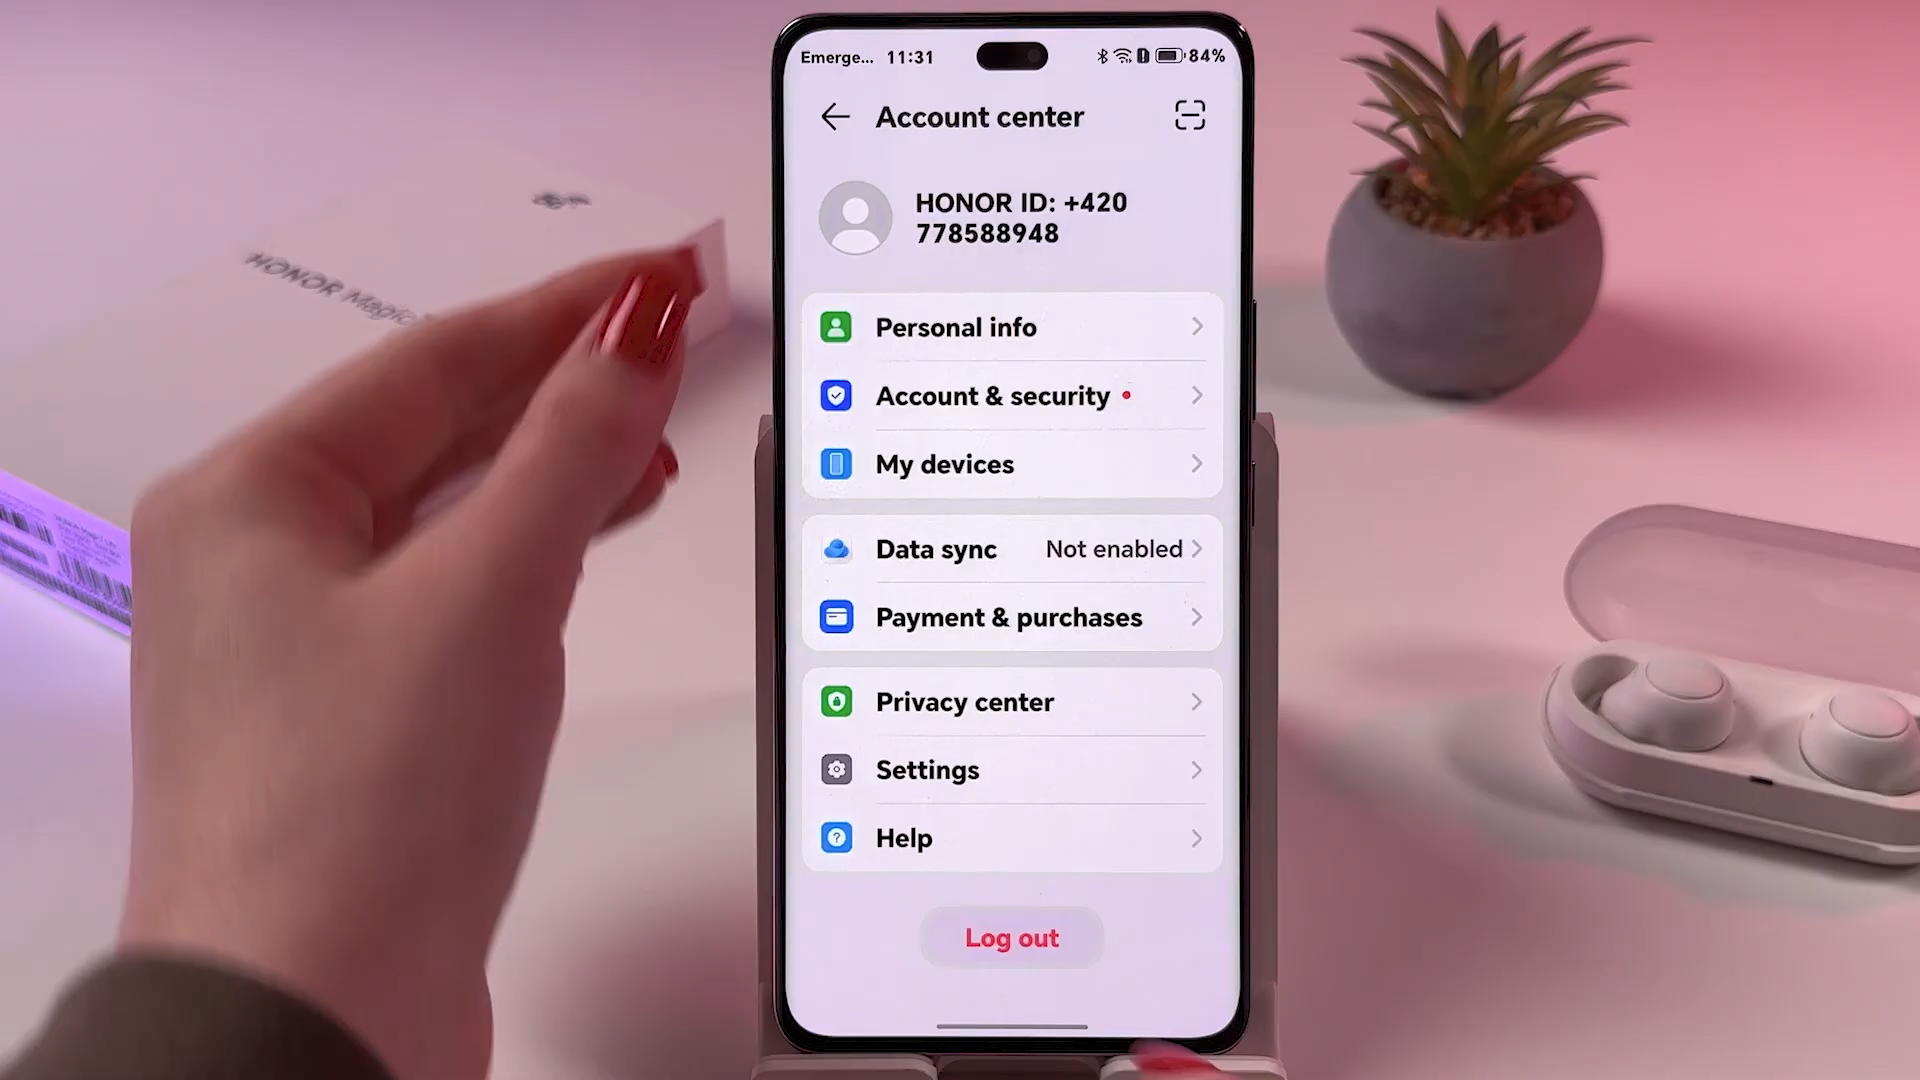 Emerge... 11:31
84%
Account center
HONOR ID: +420
778588948
HONOR Magic
Personal info
Account & security
My devices
Data sync Not enabled
Payment & purchases
Privacy center
Settings
Help
Log out